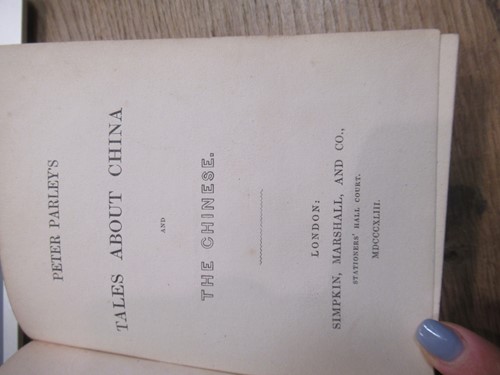 PETER PARLEY'S
TALES ABOUT CHINA
AND
THE CHINESE.
LONDON:
SIMPKIN, MARSHALL, AND CO.,
STATIONERS' HALL COURT.
MDCCCXLIII.